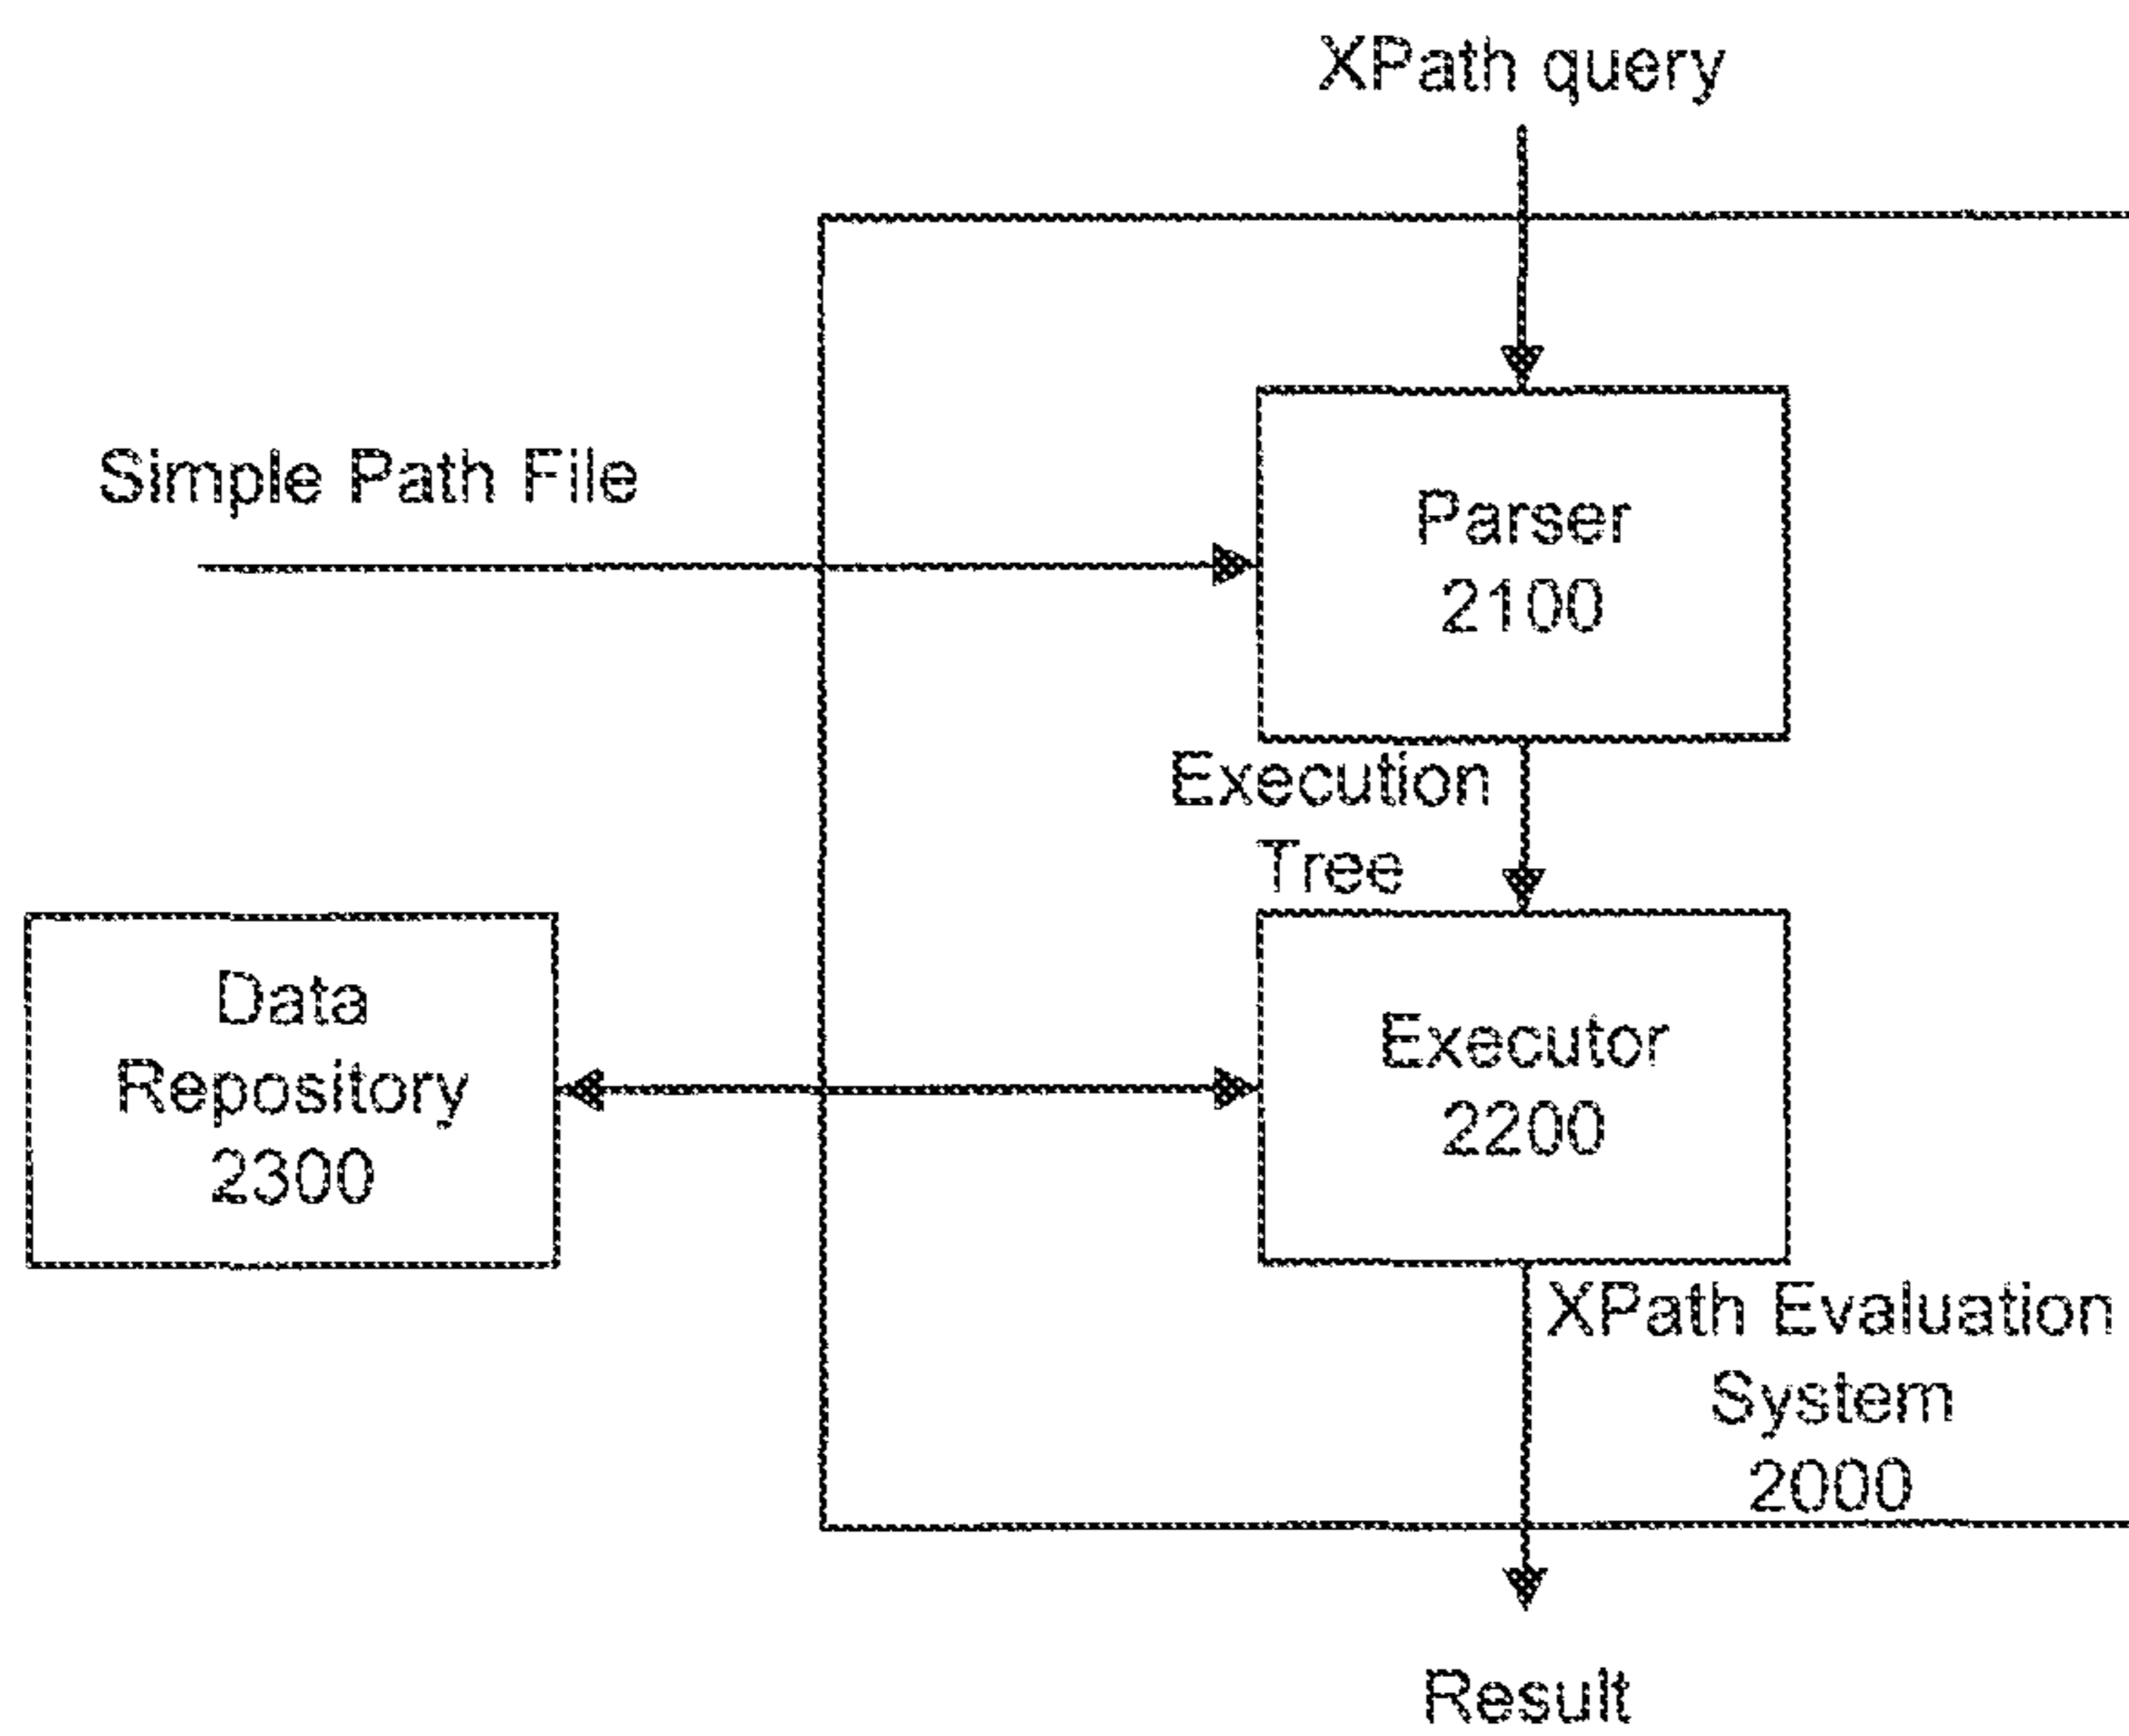 XPath query
Simple Path File
Parser
2100
Execution
Tree
Data
Repository
2300
Executor
2200
XPath Evaluation
System
2000
Result